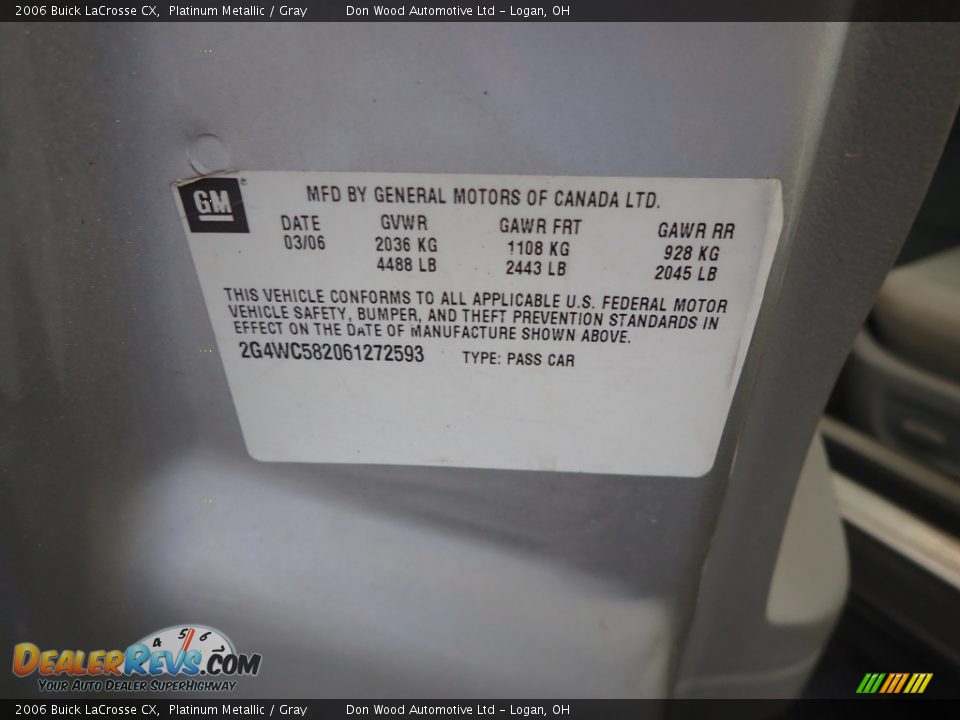 2006 Buick LaCrosse CX, Platinum Metallic / Gray Don Wood Automotive Ltd - Logan, OH
GM
MFD BY GENERAL MOTORS OF CANADA LTD.
DATE GVWR GAWR FRT GAWR RR
03/06 2036 KG 1108 KG 928 KG
4488 LB 2443 LB 2045 LB
THIS VEHICLE CONFORMS TO ALL APPLICABLE U.S. FEDERAL MOTOR
VEHICLE SAFETY, BUMPER, AND THEFT PREVENTION STANDARDS IN
EFFECT ON THE DATE OF MANUFACTURE SHOWN ABOVE.
2G4WC582061272593 TYPE: PASS CAR
4 5 6
DEALERREVS.COM
YOUR AUTO DEALER SUPERHIGHWAY
2006 Buick LaCrosse CX, Platinum Metallic / Gray Don Wood Automotive Ltd - Logan, OH